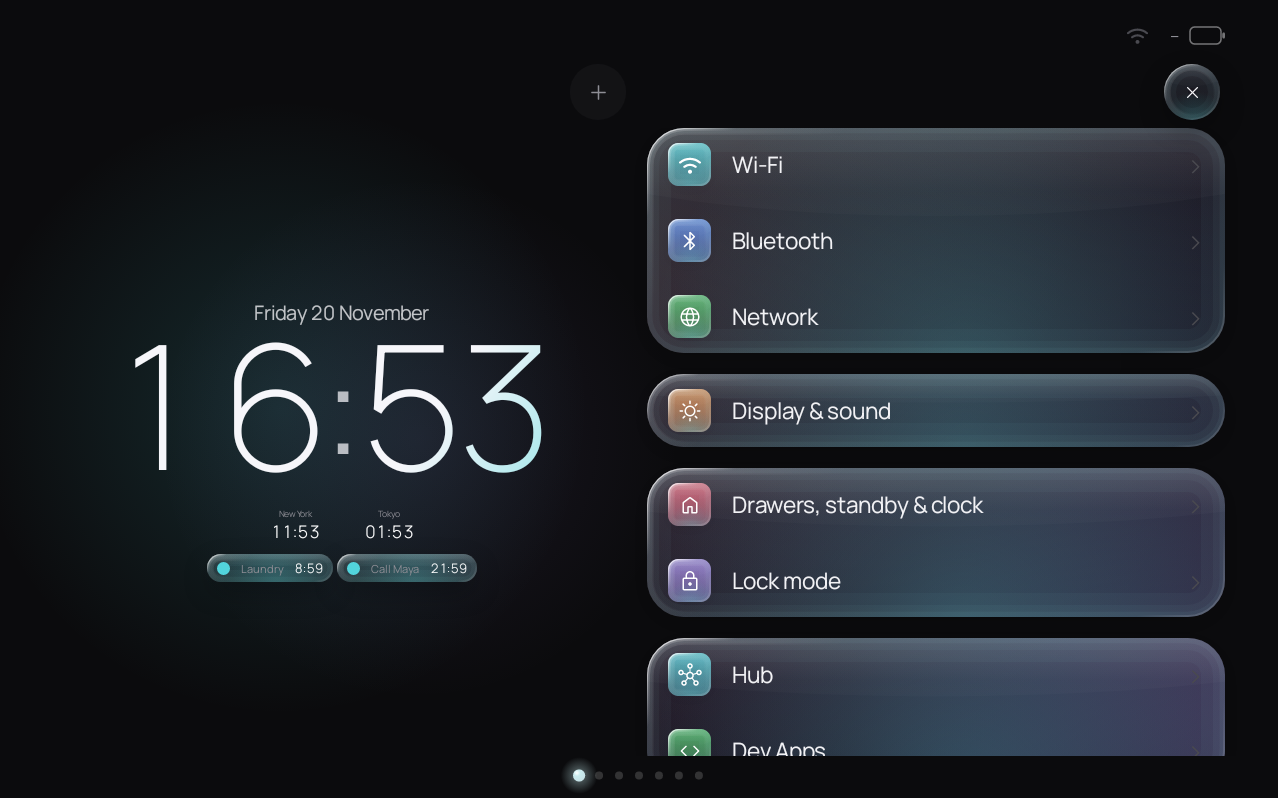 Friday 20 November
16:53
New York
11:53
Tokyo
01:53
Laundry 8:59
Call Maya 21:59
Wi-Fi
Bluetooth
Network
Display & sound
Drawers, standby & clock
Lock mode
Hub
Dev Apps